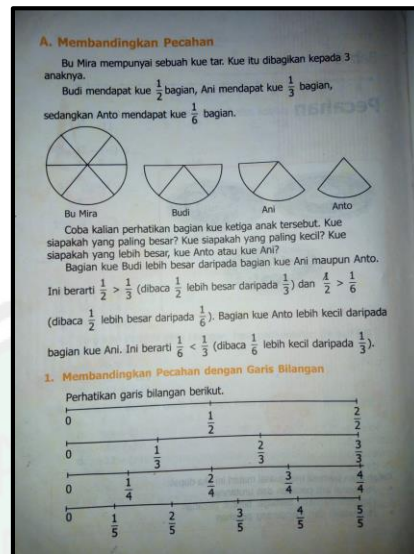 A. Membandingkan Pecahan
Bu Mira mempunyai sebuah kue tar. Kue itu dibagikan kepada 3
anaknya.
Budi mendapat kue 1/2 bagian, Ani mendapat kue 1/3 bagian,
sedangkan Anto mendapat kue 1/6 bagian.
Bu Mira Budi Ani Anto
Coba kalian perhatikan bagian kue ketiga anak tersebut. Kue
siapakah yang paling besar? Kue siapakah yang paling kecil? Kue
siapakah yang lebih besar, kue Anto atau kue Ani?
Bagian kue Budi lebih besar daripada bagian kue Ani maupun Anto.
Ini berarti 1/2 > 1/3 (dibaca 1/2 lebih besar daripada 1/3) dan 1/2 > 1/6
(dibaca 1/2 lebih besar daripada 1/6). Bagian kue Anto lebih kecil daripada
bagian kue Ani. Ini berarti 1/6 < 1/3 (dibaca 1/6 lebih kecil daripada 1/3).
1. Membandingkan Pecahan dengan Garis Bilangan
Perhatikan garis bilangan berikut.
0 1/2 2/2
0 1/3 2/3 3/3
0 1/4 2/4 3/4 4/4
0 1/5 2/5 3/5 4/5 5/5